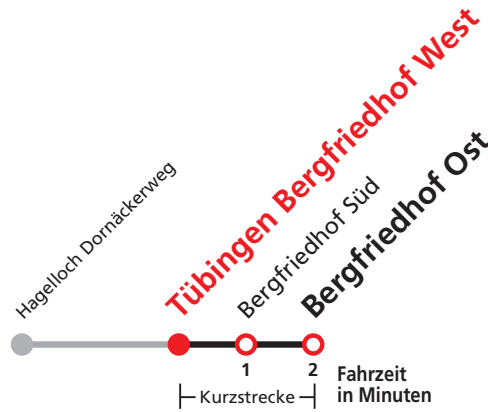 Hagelloch Dornäckerweg
Tübingen Bergfriedhof West
Bergfriedhof Süd
Bergfriedhof Ost
1
2
Fahrzeit
in Minuten
Kurzstrecke